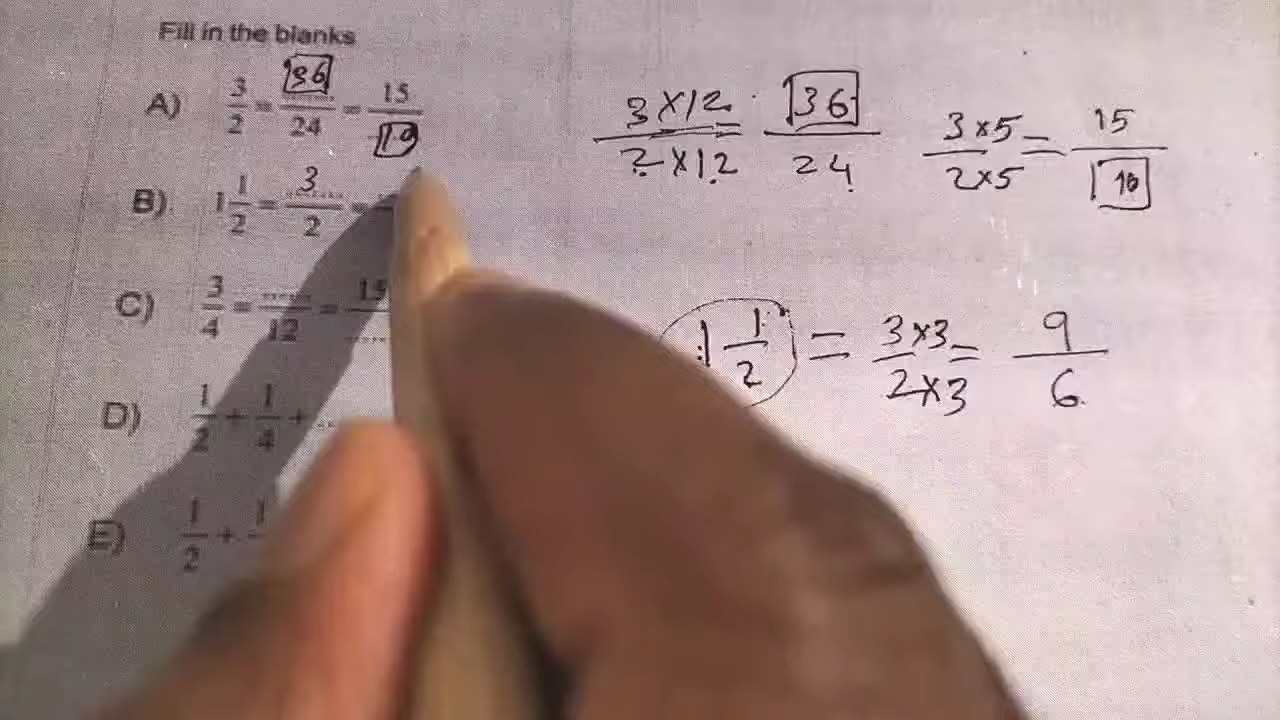 Fill in the blanks
A) 3/2 = 36/24 = 15/10
B) 1 1/2 = 3/2 =
C) 3/4 = ....../12 = 15/......
D) 1/2 + 1/4 + ...
E) 1/2 + 1
3 × 12 / 2 × 12 = 36/24
3 × 5 / 2 × 5 = 15/10
1 1/2 = 3 × 3 / 2 × 3 = 9/6